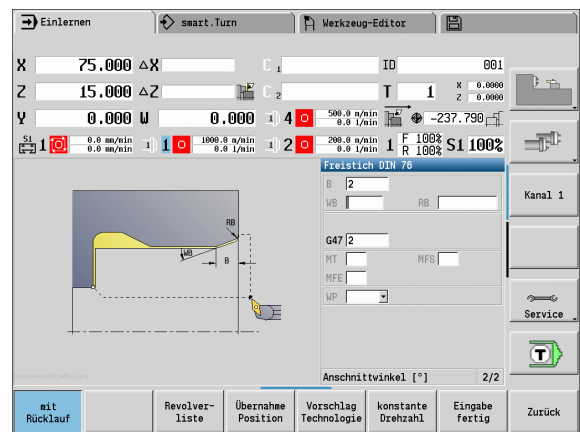 Einlernen smart.Turn Werkzeug-Editor
X 75.000 △X C 1 ID 001
Z 15.000 △Z C 2 T 1 X 0.0000 Z 0.0000
Y 0.000 W 0.000 4 500.0 m/min 0.0 1/min -237.790
S1 1 0.0 mm/min 0.0 mm/min 1 1000.0 m/min 0.0 1/min 2 200.0 m/min 0.0 1/min 1 F 100% R 100% S1 100%
Freistich DIN 76
B 2
WB RB
G47 2
MT MFS
MFE
WP
RB
WB
B
Anschnittwinkel [°] 2/2
Kanal 1
Service
T
mit Rücklauf
Revolver-liste
Übernahme Position
Vorschlag Technologie
konstante Drehzahl
Eingabe fertig
Zurück